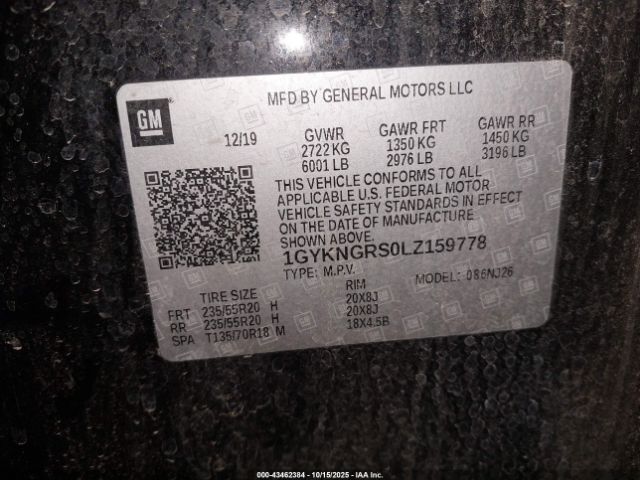 GM
MFD BY GENERAL MOTORS LLC
12/19 GVWR GAWR FRT GAWR RR
2722 KG 1350 KG 1450 KG
6001 LB 2976 LB 3196 LB
THIS VEHICLE CONFORMS TO ALL
APPLICABLE U.S. FEDERAL MOTOR
VEHICLE SAFETY STANDARDS IN EFFECT
ON THE DATE OF MANUFACTURE
SHOWN ABOVE.
1GYKNGRS0LZ159778
TYPE: M.P.V. MODEL: 086NJ26
TIRE SIZE RIM
FRT 235/55R20 H 20X8J
RR 235/55R20 H 20X8J
SPA T135/70R18 M 18X4.5B
000-43462384 - 10/15/2025 - IAA Inc.